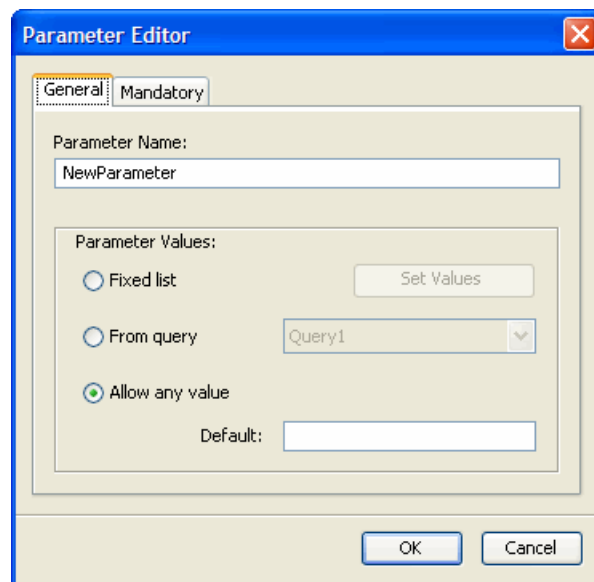 Parameter Editor
General Mandatory
Parameter Name:
NewParameter
Parameter Values:
Fixed list Set Values
From query Query1
Allow any value
Default:
OK Cancel